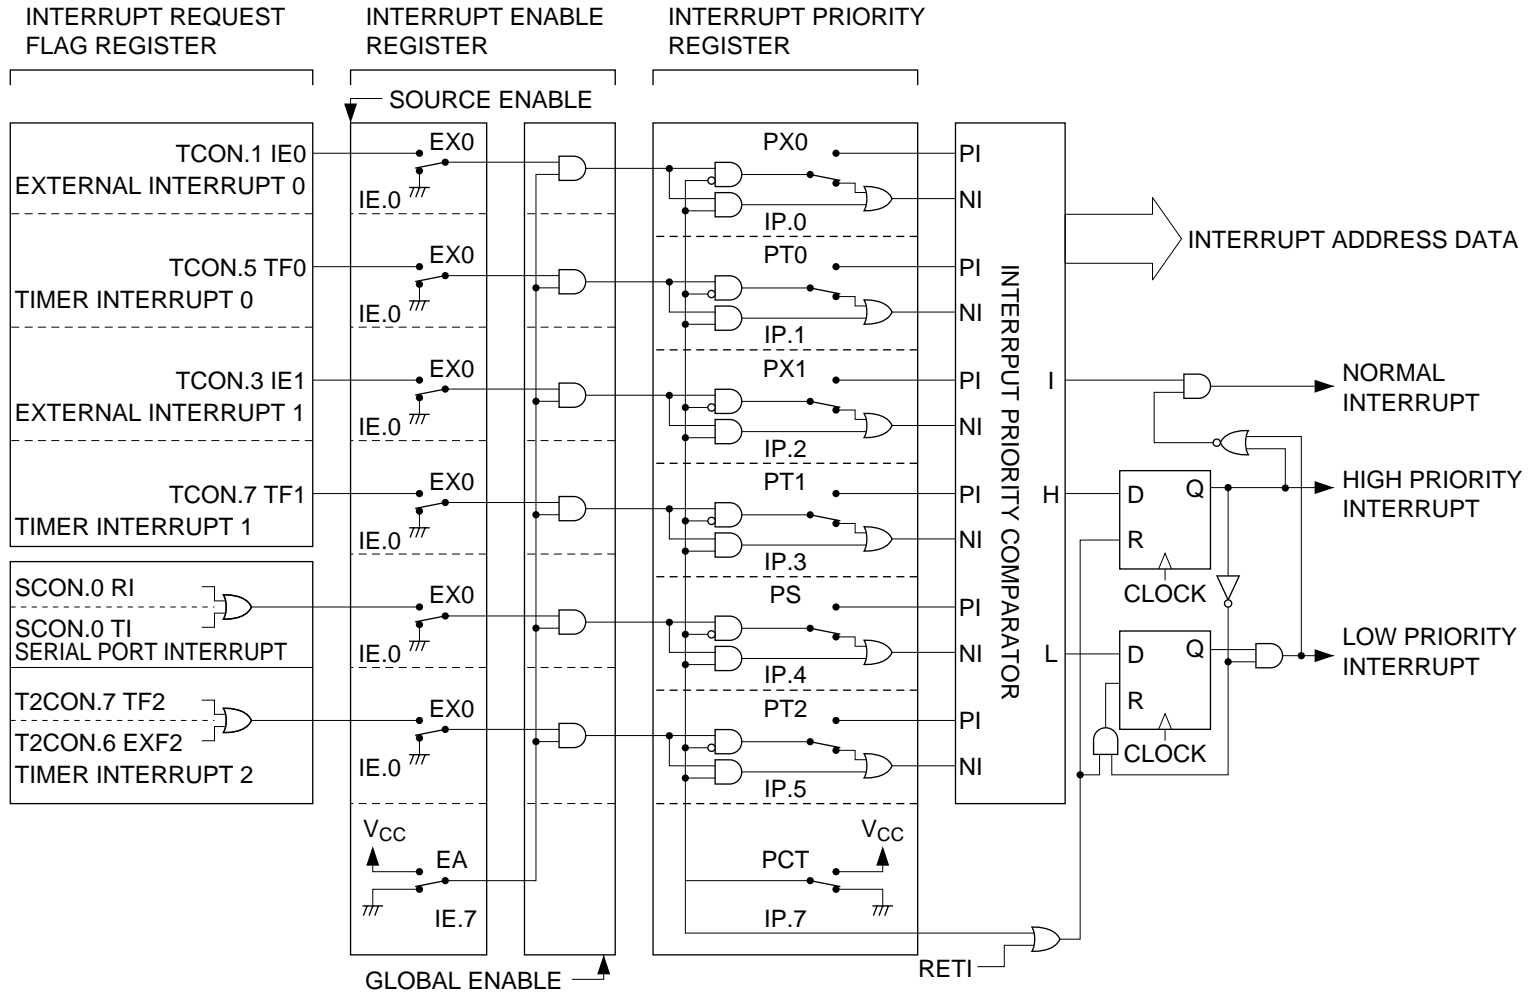 INTERRUPT REQUEST
FLAG REGISTER
INTERRUPT ENABLE
REGISTER
INTERRUPT PRIORITY
REGISTER
SOURCE ENABLE
TCON.1 IE0
EXTERNAL INTERRUPT 0
EX0
IE.0
PX0
IP.0
PI
NI
TCON.5 TF0
TIMER INTERRUPT 0
EX0
IE.0
PT0
IP.1
PI
NI
TCON.3 IE1
EXTERNAL INTERRUPT 1
EX0
IE.0
PX1
IP.2
PI
NI
TCON.7 TF1
TIMER INTERRUPT 1
EX0
IE.0
PT1
IP.3
PI
NI
SCON.0 RI
SCON.0 TI
SERIAL PORT INTERRUPT
EX0
IE.0
PS
IP.4
PI
NI
T2CON.7 TF2
T2CON.6 EXF2
TIMER INTERRUPT 2
EX0
IE.0
PT2
IP.5
PI
NI
VCC
EA
IE.7
GLOBAL ENABLE
PCT
VCC
IP.7
RETI
INTERRPUT PRIORITY COMPARATOR
I
H
L
INTERRUPT ADDRESS DATA
NORMAL
INTERRUPT
D
Q
R
CLOCK
HIGH PRIORITY
INTERRUPT
D
Q
R
CLOCK
LOW PRIORITY
INTERRUPT